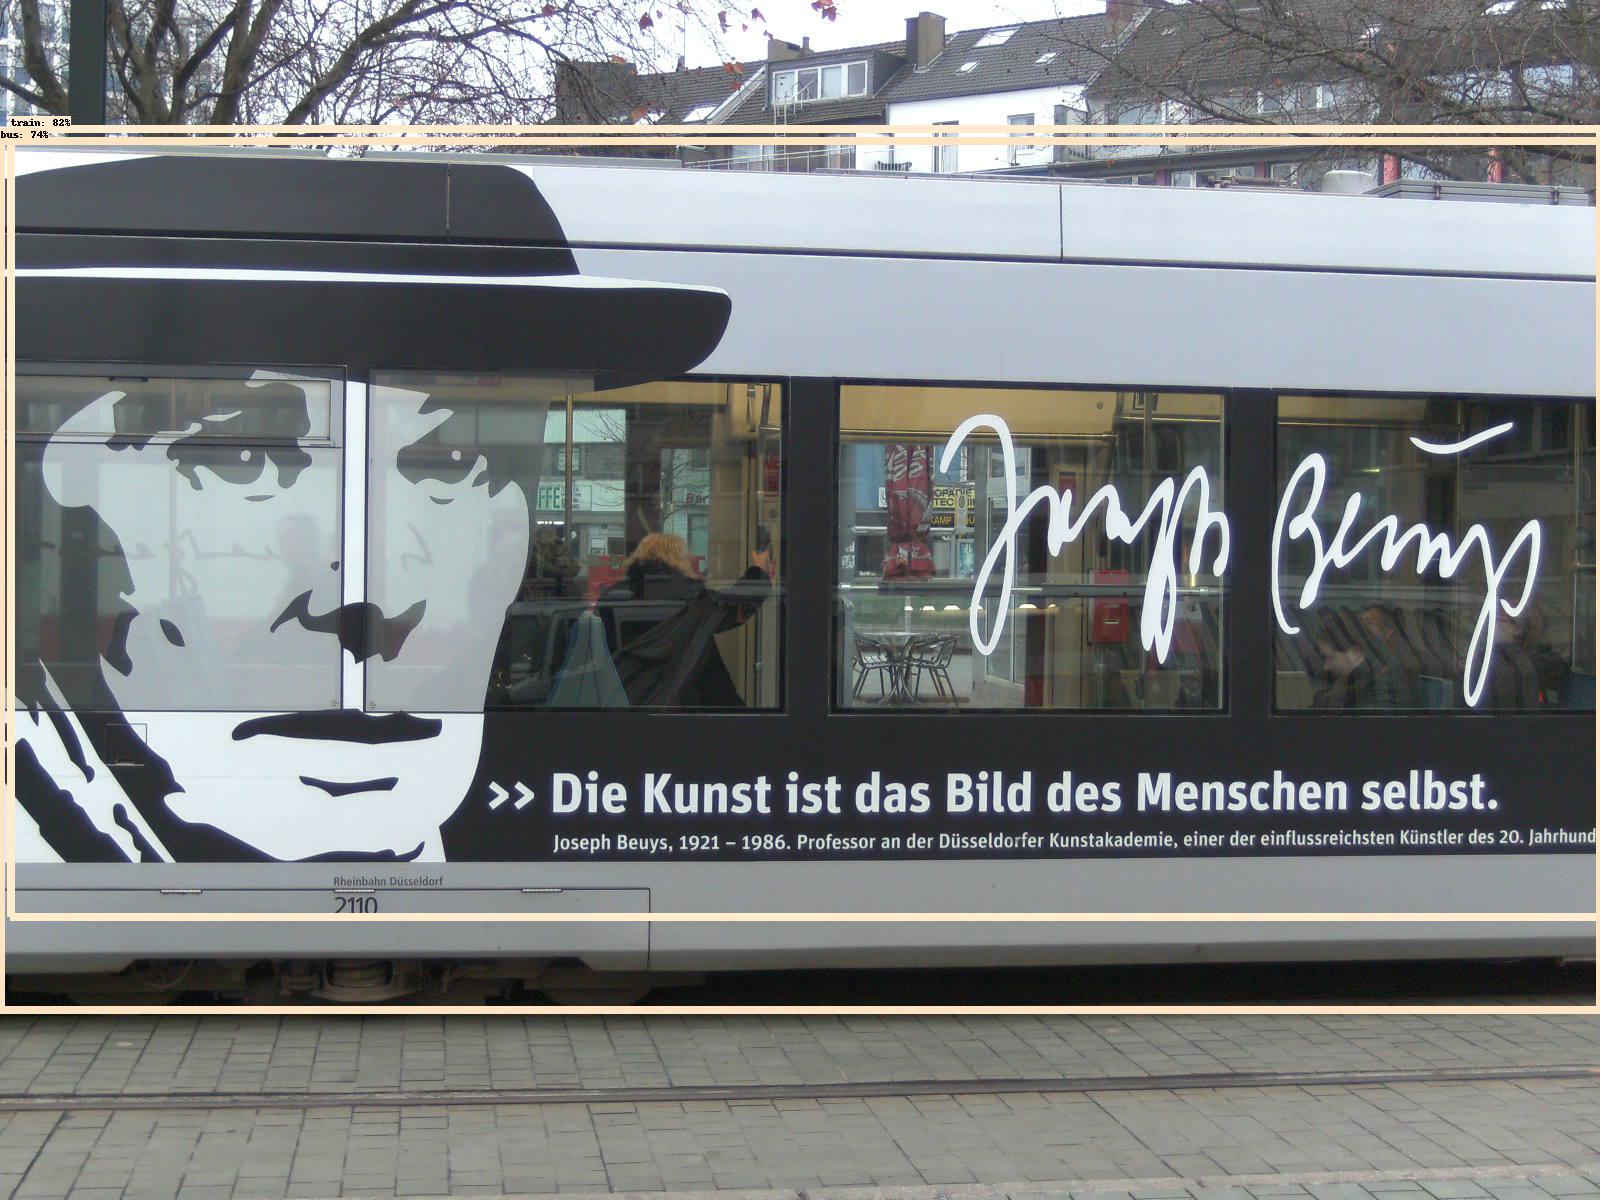 train: 82%
bus: 74%
Joseph Beuys
>> Die Kunst ist das Bild des Menschen selbst.
Joseph Beuys, 1921 – 1986. Professor an der Düsseldorfer Kunstakademie, einer der einflussreichsten Künstler des 20. Jahrhund
Rheinbahn Düsseldorf
2110